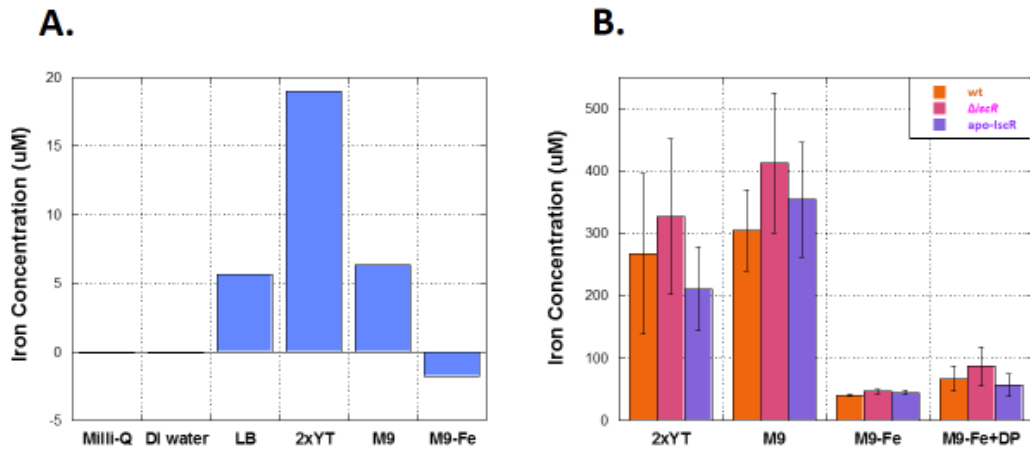 A.
Iron Concentration (uM)
20
15
10
5
0
-5
Milli-Q DI water LB 2xYT M9 M9-Fe
B.
Iron Concentration (uM)
500
400
300
200
100
0
wt
ΔiscR
apo-IscR
2xYT M9 M9-Fe M9-Fe+DP